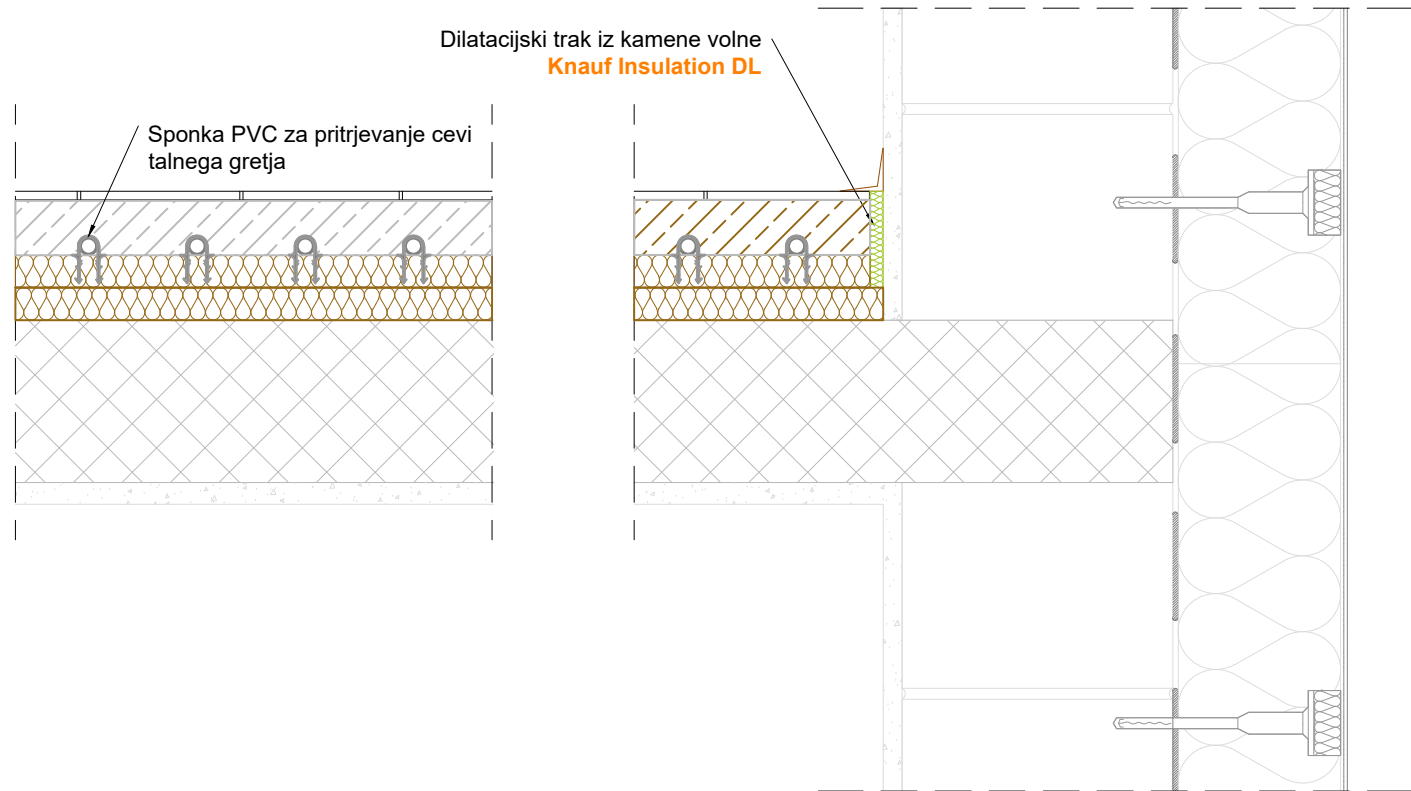 Dilatacijski trak iz kamene volne
Knauf Insulation DL
Sponka PVC za pritrjevanje cevi
talnega gretja